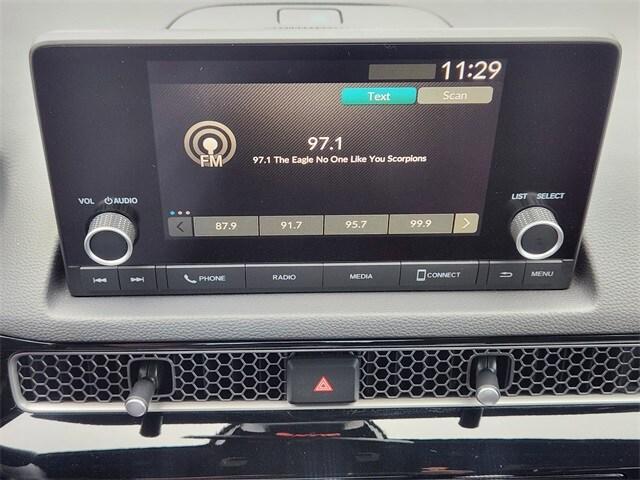 11:29
Text Scan
FM
97.1
97.1 The Eagle No One Like You Scorpions
VOL AUDIO
LIST SELECT
87.9 91.7 95.7 99.9
PHONE RADIO MEDIA CONNECT MENU